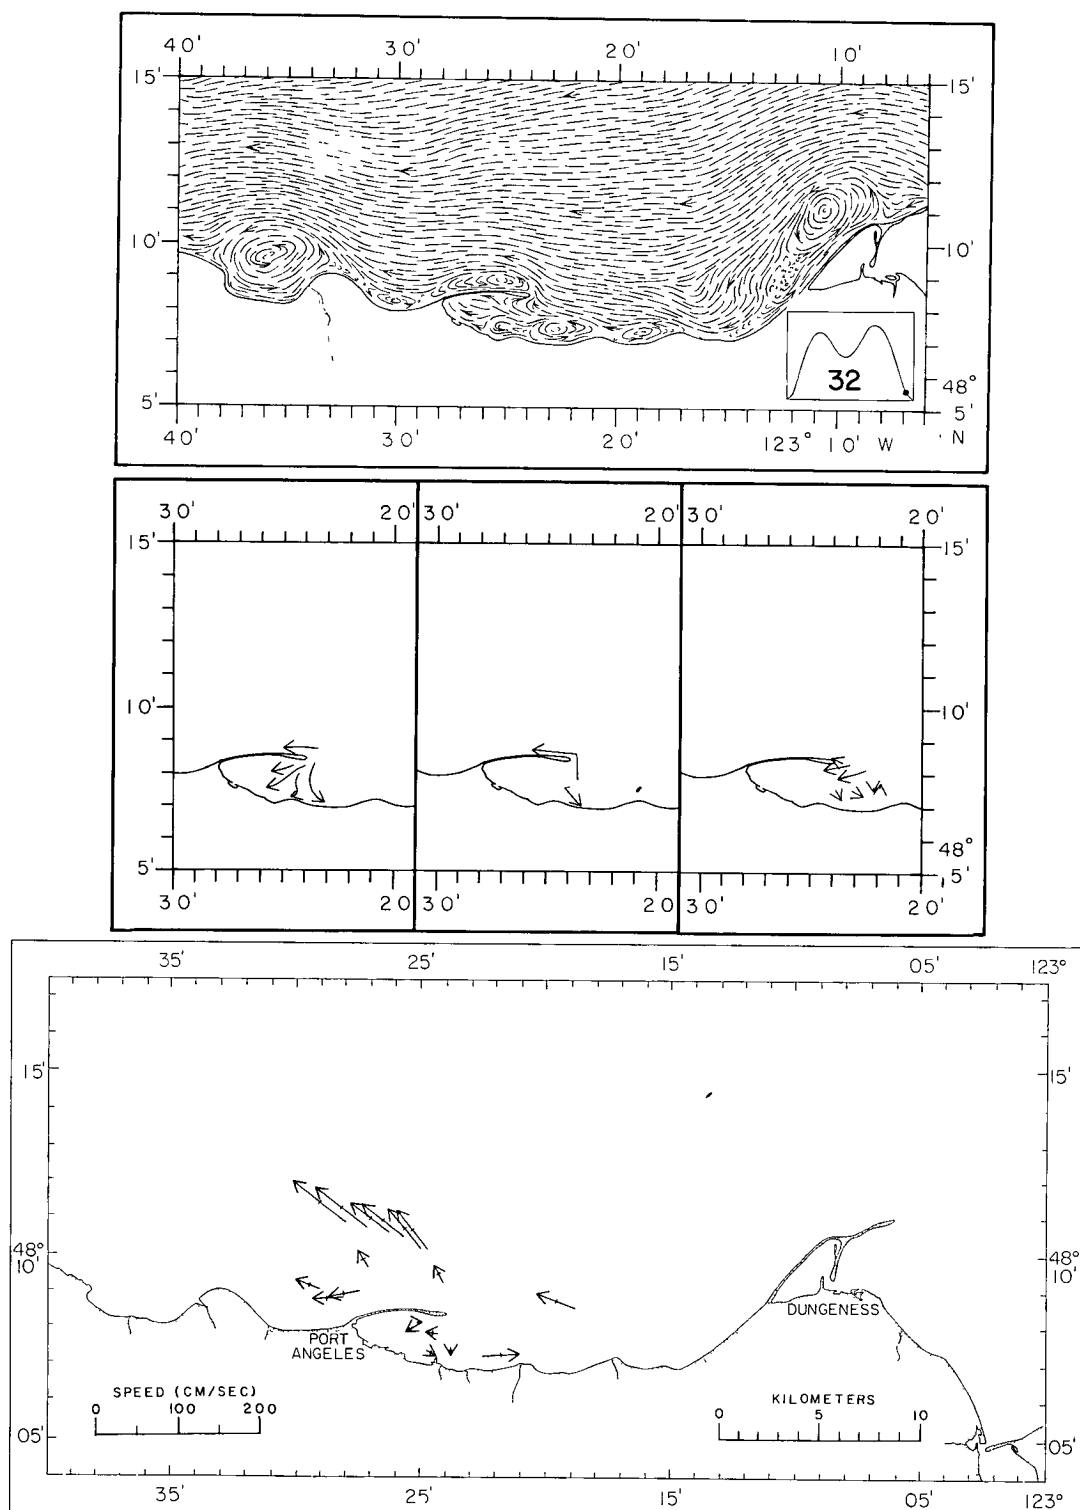 40' 30' 20' 10'
15' 15'
10' 10'
32
48°
5' 5'
40' 30' 20' 123° 10' W ' N
30' 20' 30' 20' 30' 20'
15' 15'
10' 10'
48°
5' 5'
30' 20 30' 20' 30' 20'
35' 25' 15' 05' 123°
15' 15'
48° 48°
10' 10'
DUNGENESS
PORT
ANGELES
SPEED (CM/SEC)
0 100 200
KILOMETERS
0 5 10
05' 05'
35' 25' 15' 05' 123°